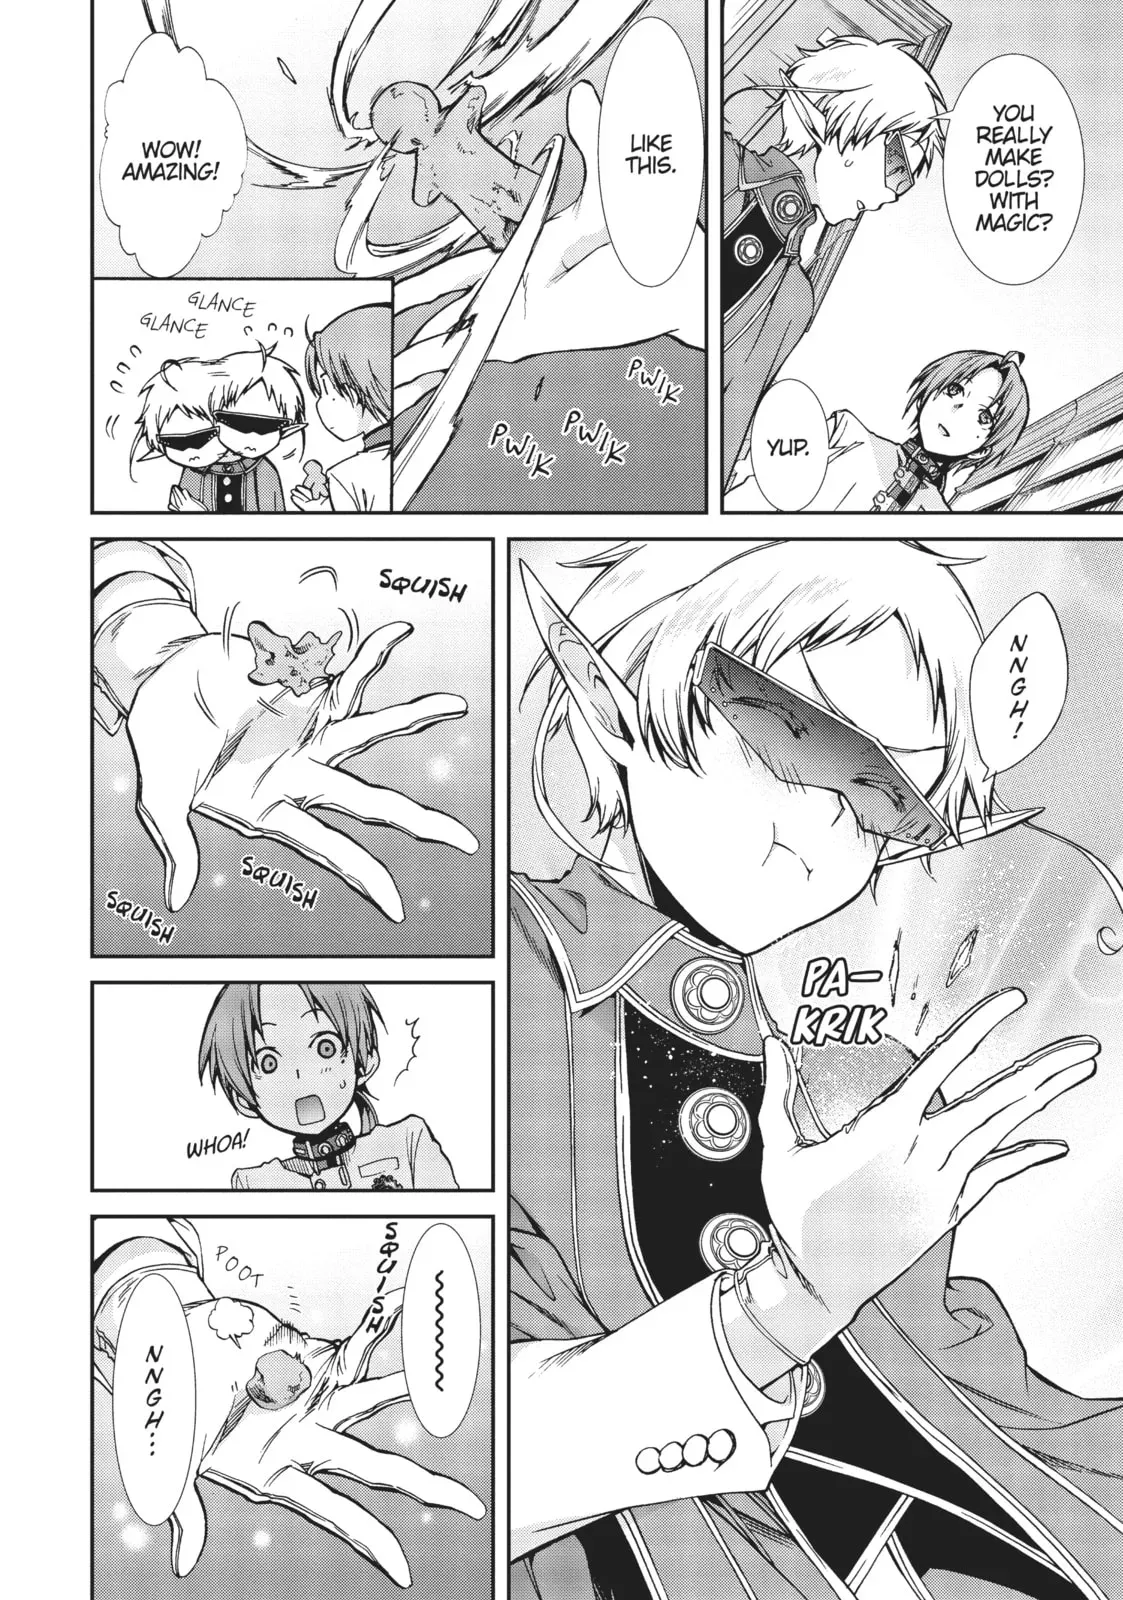 YOU
REALLY
MAKE
DOLLS?
WITH
MAGIC?
YUP.
LIKE
THIS.
PWIK
PWIK
PWIK
WOW!
AMAZING!
GLANCE
GLANCE
NNGH!
PA-
KRIK
SQUISH
SQUISH
SQUISH
WHOA!
SQUISH
POOT
NNGH...